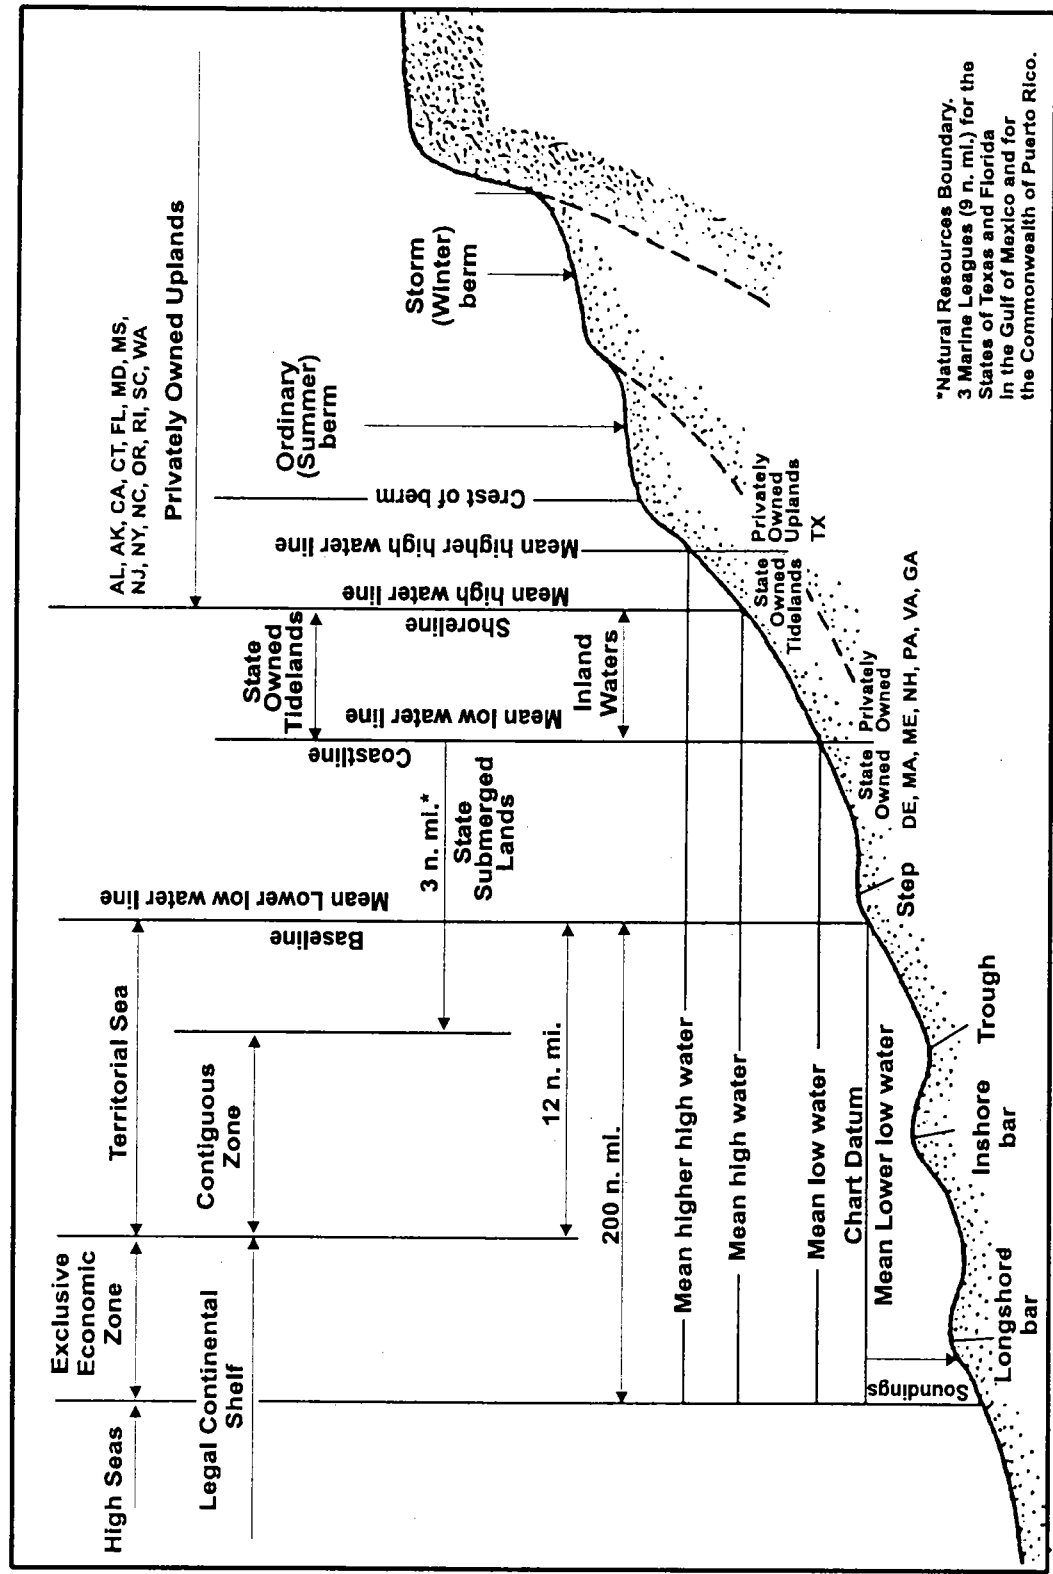 High Seas
Exclusive
Economic
Zone
Territorial Sea
AL, AK, CA, CT, FL, MD, MS,
NJ, NY, NC, OR, RI, SC, WA
Privately Owned Uplands
Legal Continental
Shelf
Contiguous
Zone
Mean Lower low water line
Baseline
3 n. mi.*
State
Submerged
Lands
Mean low water line
Coastline
State
Owned
Tidelands
Mean high water line
Shoreline
Mean higher high water line
Crest of berm
Ordinary
(Summer)
berm
Storm
(Winter)
berm
12 n. mi.
200 n. mi.
Inland
Waters
Mean higher high water
Mean high water
Mean low water
Chart Datum
Mean Lower low water
Soundings
Longshord
bar
Inshore
bar
Trough
Step
State
Owned
Privately
Owned
DE, MA, ME, NH, PA, VA, GA
State
Owned
Tidelands
Privately
Owned
Uplands
TX
*Natural Resources Boundary.
3 Marine Leagues (9 n. mi.) for the
States of Texas and Florida
In the Gulf of Mexico and for
the Commonwealth of Puerto Rico.